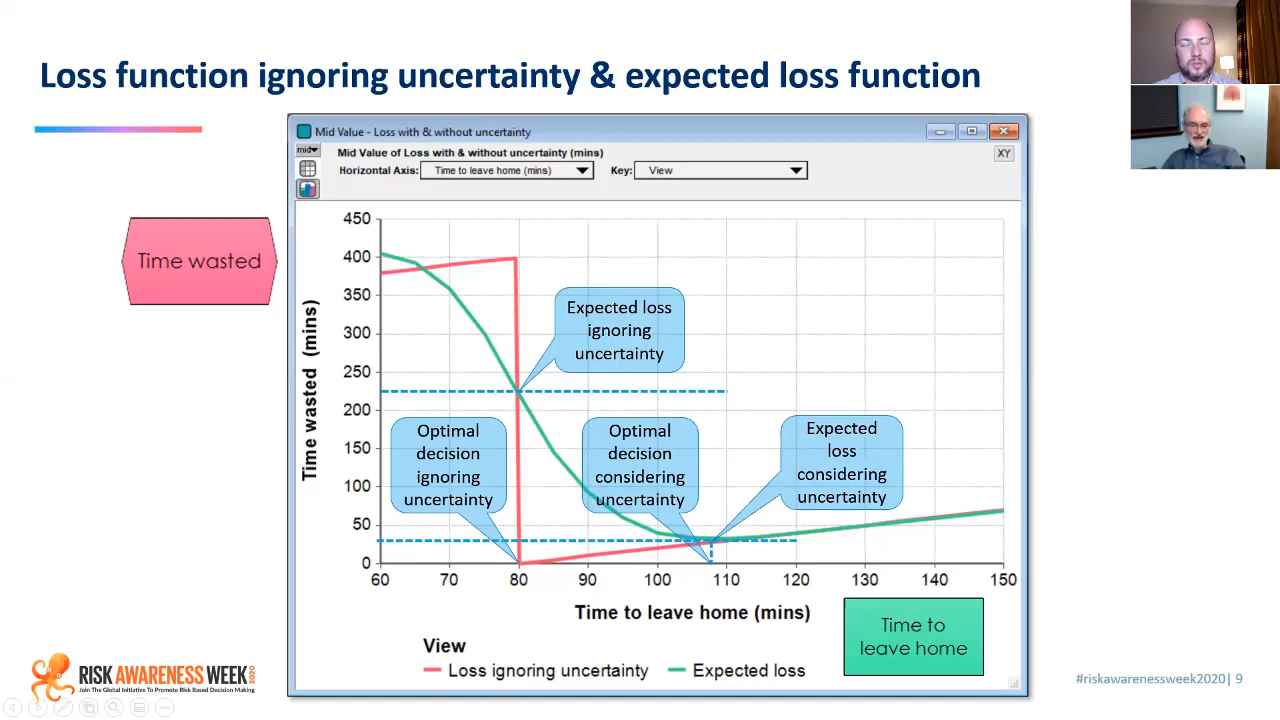 Loss function ignoring uncertainty & expected loss function
Mid Value - Loss with & without uncertainty
mid
Mid Value of Loss with & without uncertainty (mins)
XY
Horizontal Axis: Time to leave home (mins) Key: View
Time wasted
Time wasted (mins)
450
400
350
300
250
200
150
100
50
0
Expected loss
ignoring
uncertainty
Optimal
decision
ignoring
uncertainty
Optimal
decision
considering
uncertainty
Expected
loss
considering
uncertainty
60 70 80 90 100 110 120 130 140 150
Time to leave home (mins)
View
Loss ignoring uncertainty Expected loss
Time to
leave home
RISK AWARENESS WEEK 2020
Join The Global Initiative To Promote Risk Based Decision Making
#riskawarenessweek2020| 9